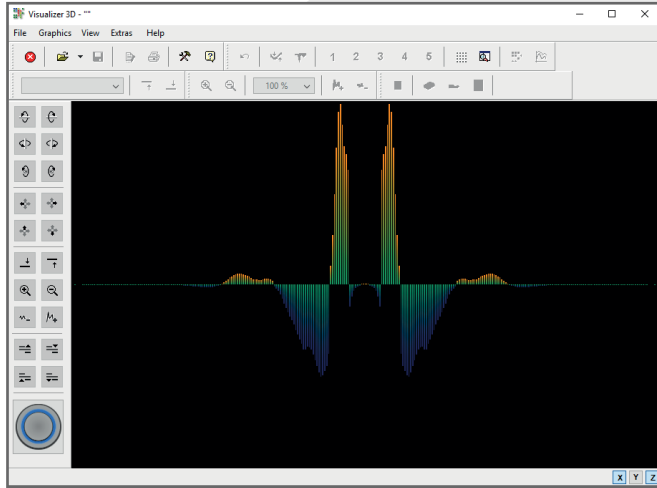 Visualizer 3D - ""
File Graphics View Extras Help
1 2 3 4 5
100 %
X Y Z